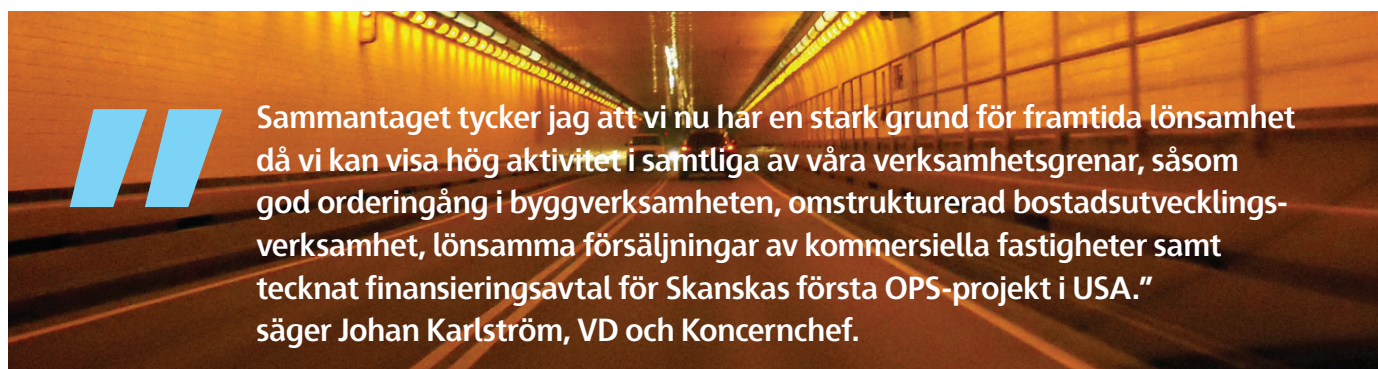 Sammantaget tycker jag att vi nu har en stark grund för framtida lönsamhet
då vi kan visa hög aktivitet i samtliga av våra verksamhetsgrenar, såsom
god orderingång i byggverksamheten, omstrukturerad bostadsutvecklings-
verksamhet, lönsamma försäljningar av kommersiella fastigheter samt
tecknat finansieringsavtal för Skanskas första OPS-projekt i USA.”
säger Johan Karlström, VD och Koncernchef.